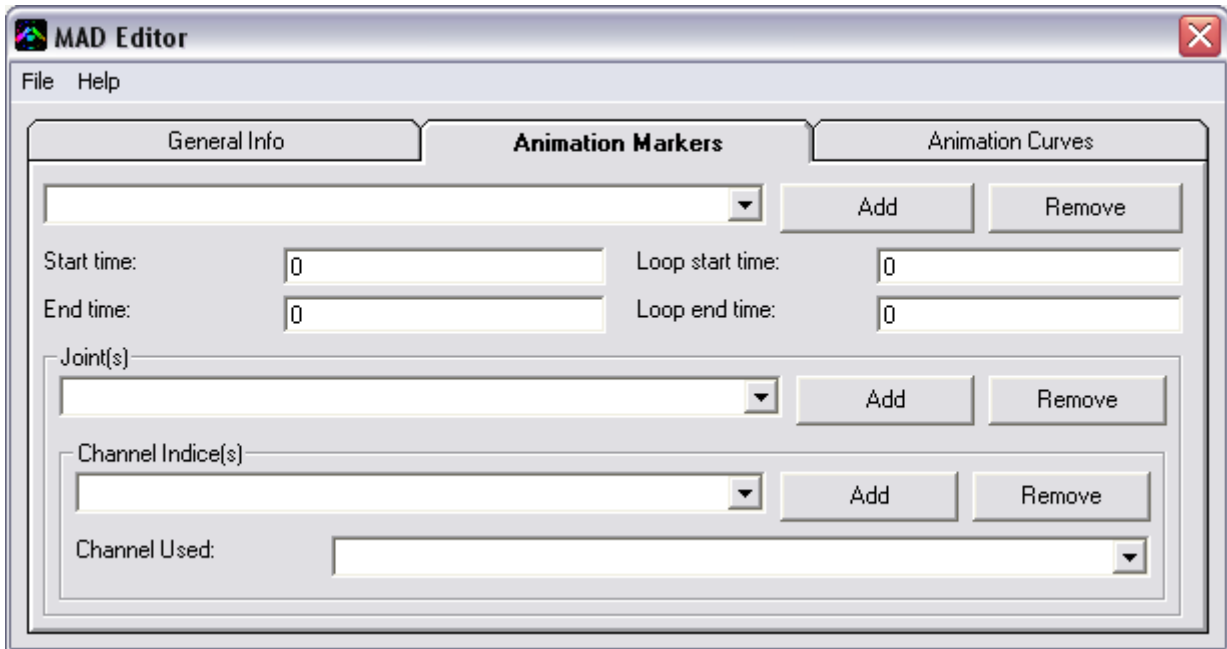 MAD Editor
File Help
General Info Animation Markers Animation Curves
Add Remove
Start time: 0 Loop start time: 0
End time: 0 Loop end time: 0
Joint(s)
Add Remove
Channel Indice(s)
Add Remove
Channel Used: